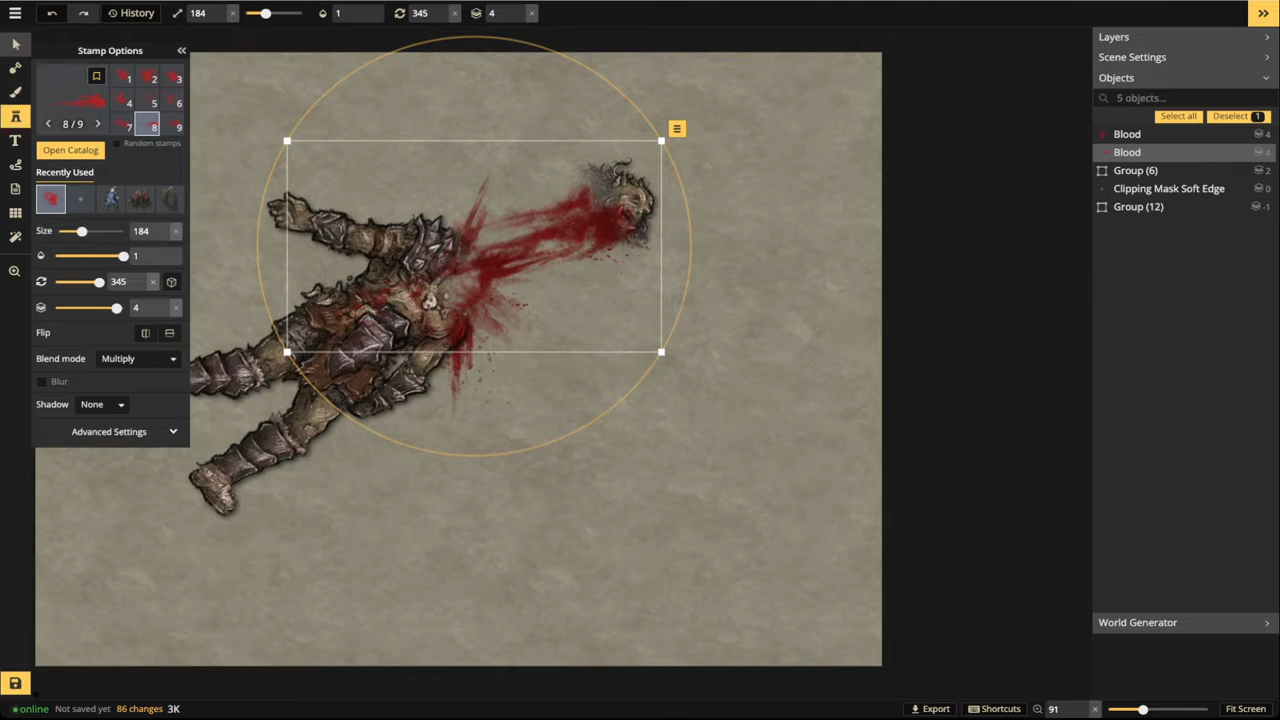 History 184 × 1 345 × 4 ×
Stamp Options
1 2 3
4 5 6
8 / 9 7 8 9
Random stamps
Open Catalog
Recently Used
Size 184 ×
1
345 ×
4 ×
Flip
Blend mode Multiply
Blur
Shadow None
Advanced Settings
Layers
Scene Settings
Objects
5 objects...
Select all Deselect 1
Blood 4
Blood 4
Group (6) 2
Clipping Mask Soft Edge 0
Group (12) -1
World Generator
online Not saved yet 86 changes 3K Export Shortcuts 91 × Fit Screen